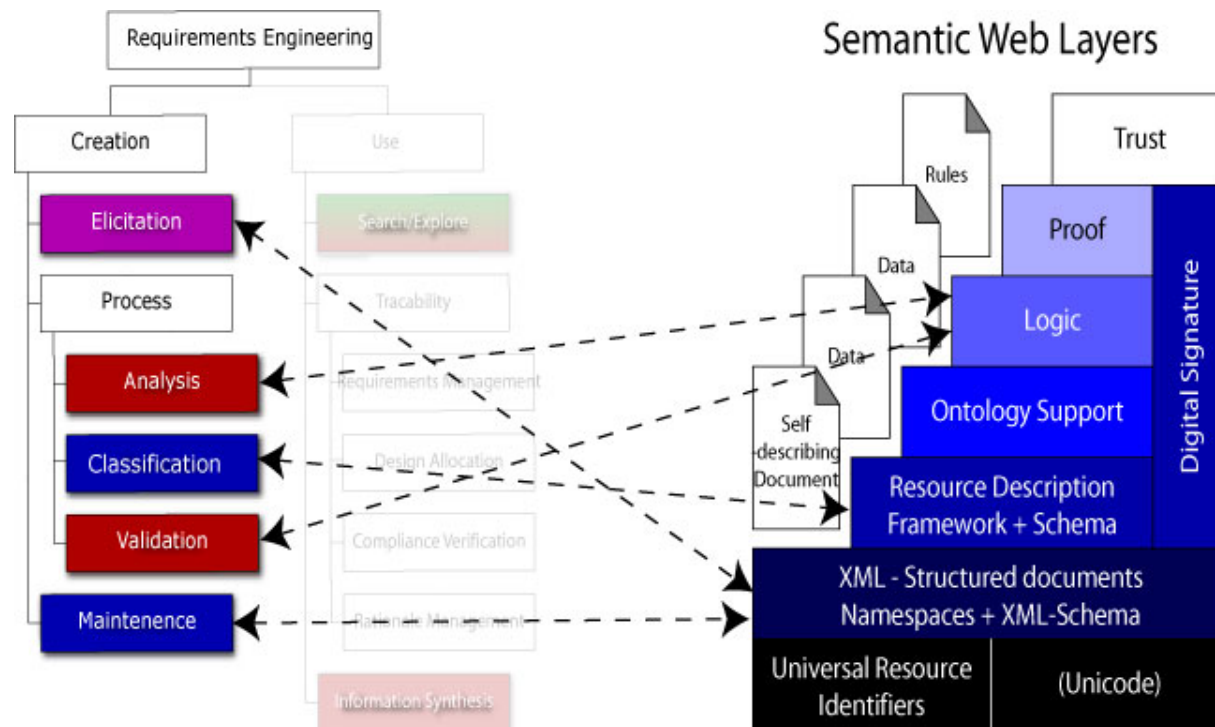 Requirements Engineering
Creation
Use
Elicitation
Search/Explore
Process
Tracability
Analysis
Requirements Management
Classification
Design Allocation
Validation
Compliance Verification
Maintenence
Rationale Management
Information Synthesis
Semantic Web Layers
Trust
Rules
Proof
Data
Logic
Data
Ontology Support
Digital Signature
Self
-describing
Document
Resource Description
Framework + Schema
XML - Structured documents
Namespaces + XML-Schema
Universal Resource
Identifiers
(Unicode)